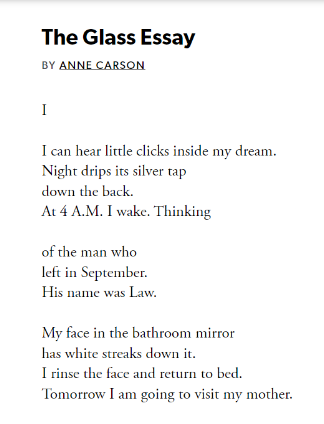 The Glass Essay
BY ANNE CARSON
I
I can hear little clicks inside my dream.
Night drips its silver tap
down the back.
At 4 A.M. I wake. Thinking
of the man who
left in September.
His name was Law.
My face in the bathroom mirror
has white streaks down it.
I rinse the face and return to bed.
Tomorrow I am going to visit my mother.